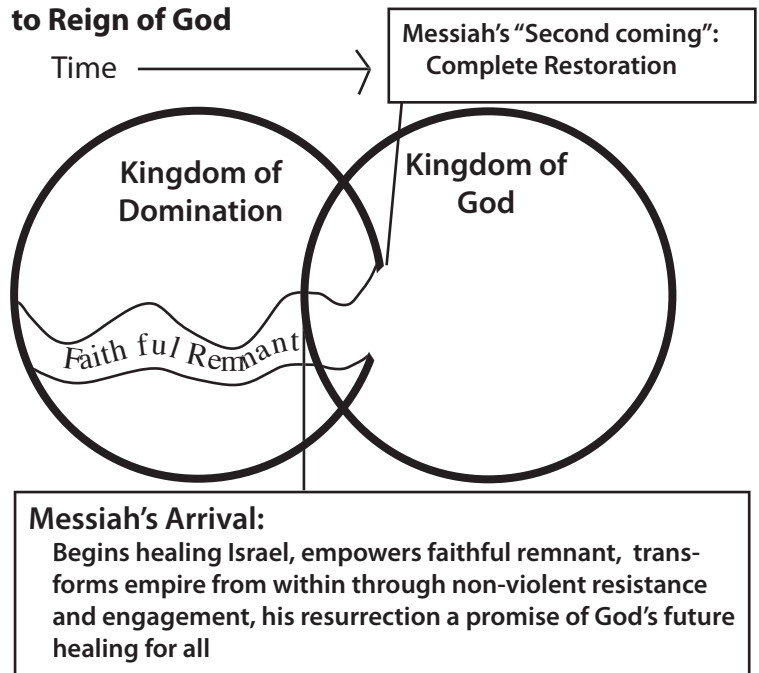 to Reign of God
Time
Messiah's “Second coming”:
Complete Restoration
Kingdom of
Domination
Kingdom of
God
Faithful Remnant
Messiah's Arrival:
Begins healing Israel, empowers faithful remnant, trans-
forms empire from within through non-violent resistance
and engagement, his resurrection a promise of God's future
healing for all